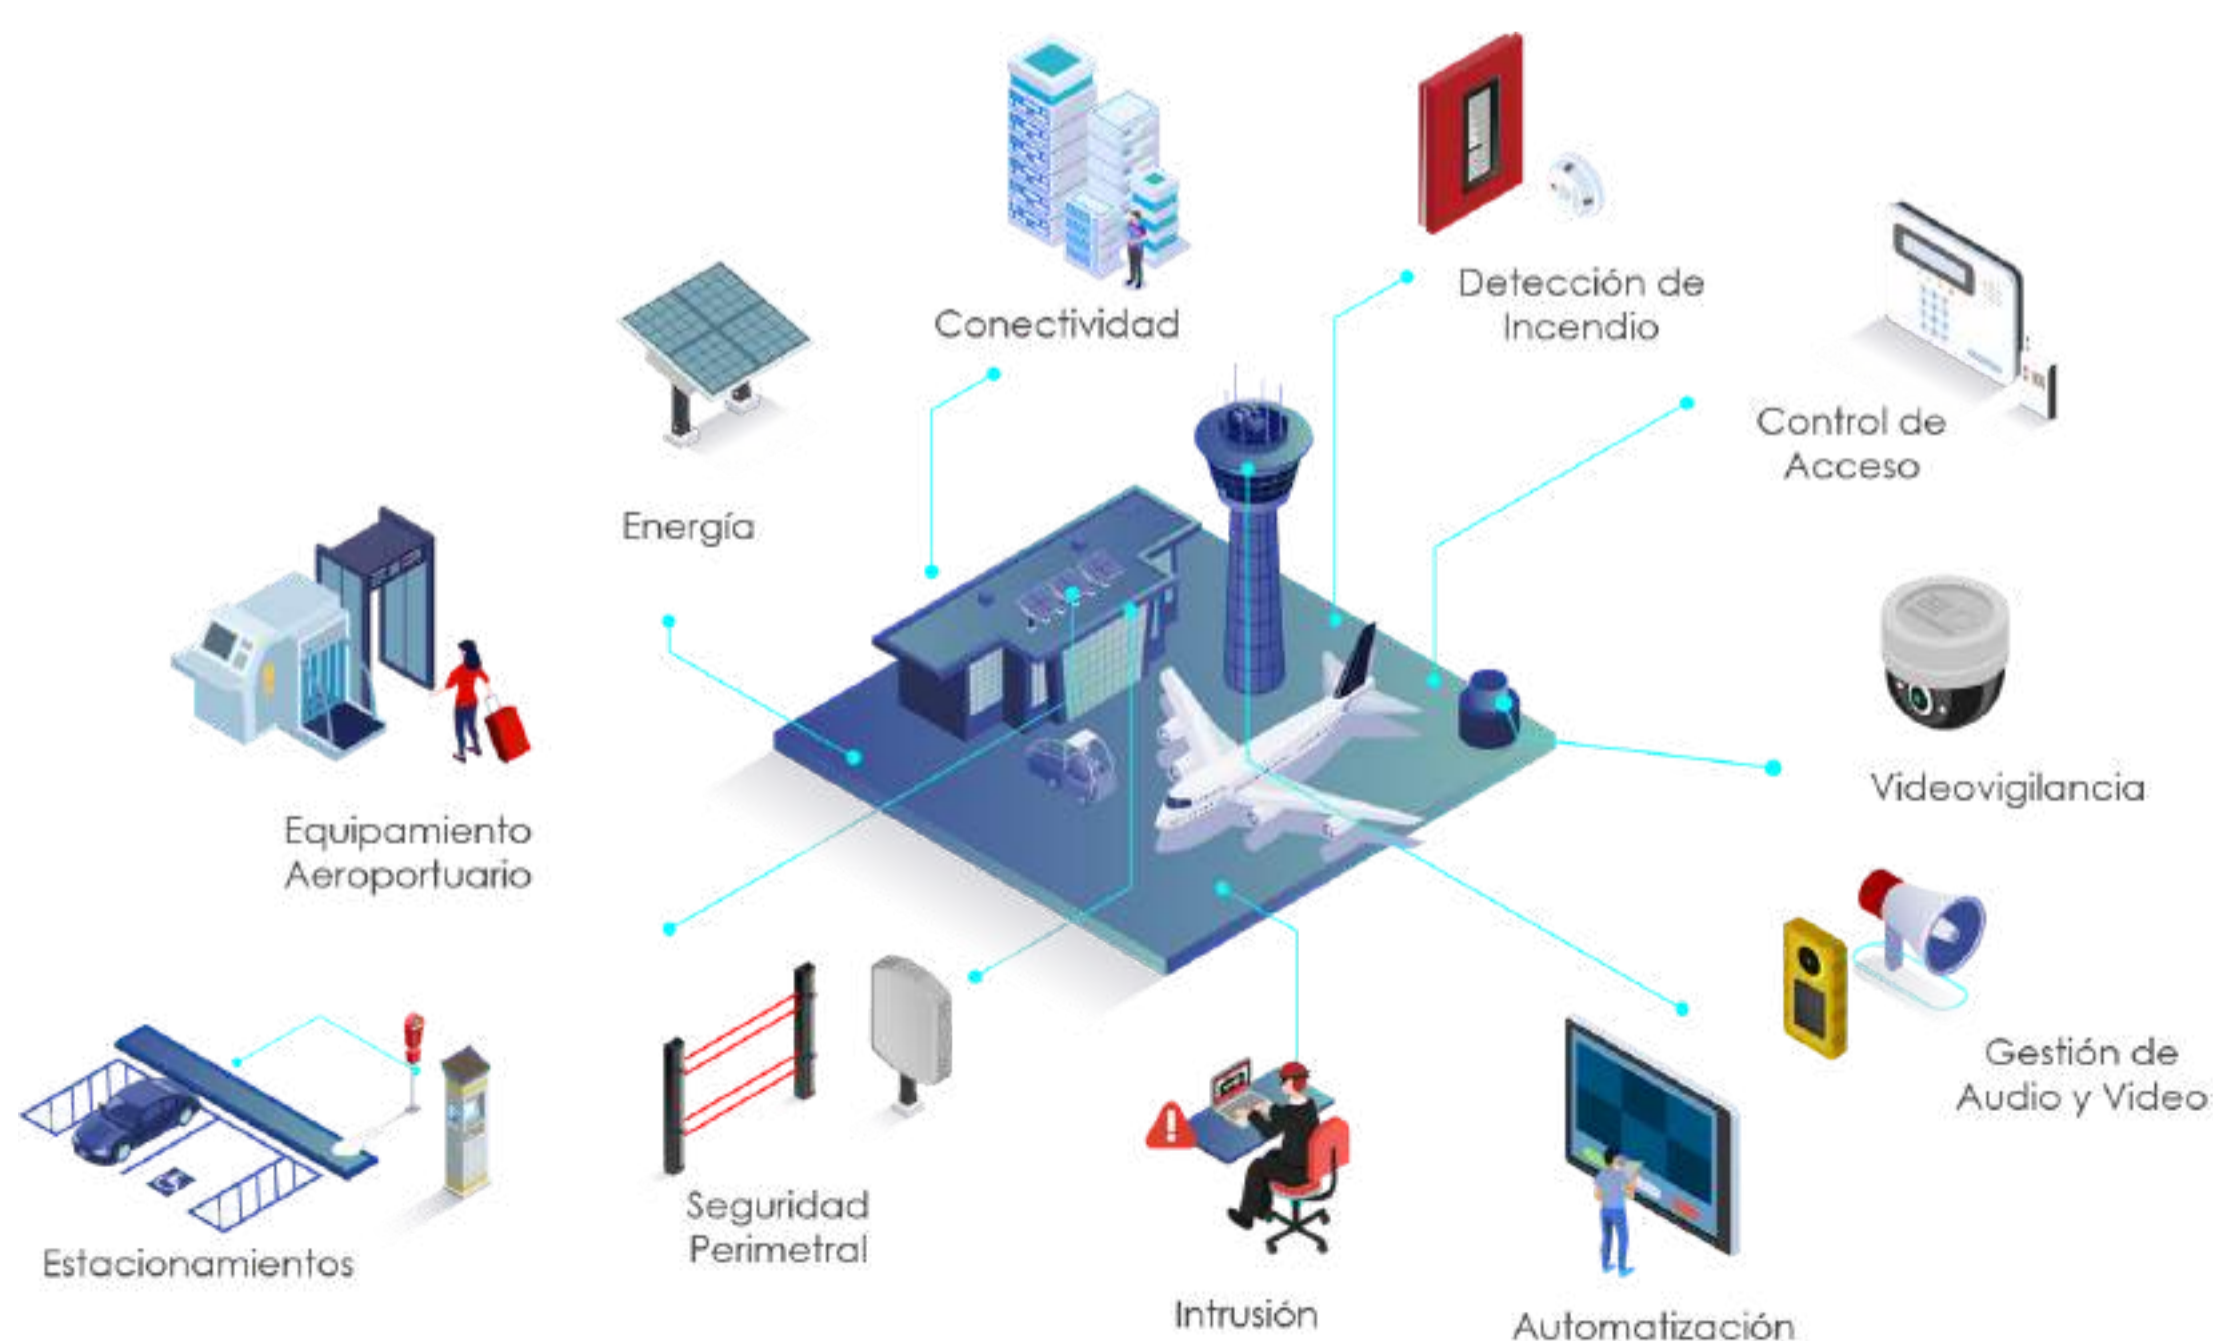 Conectividad
Detección de
Incendio
Control de
Acceso
Energía
Videovigilancia
Equipamiento
Aeroportuario
Gestión de
Audio y Video
Seguridad
Perimetral
Estacionamientos
Intrusión
Automatización